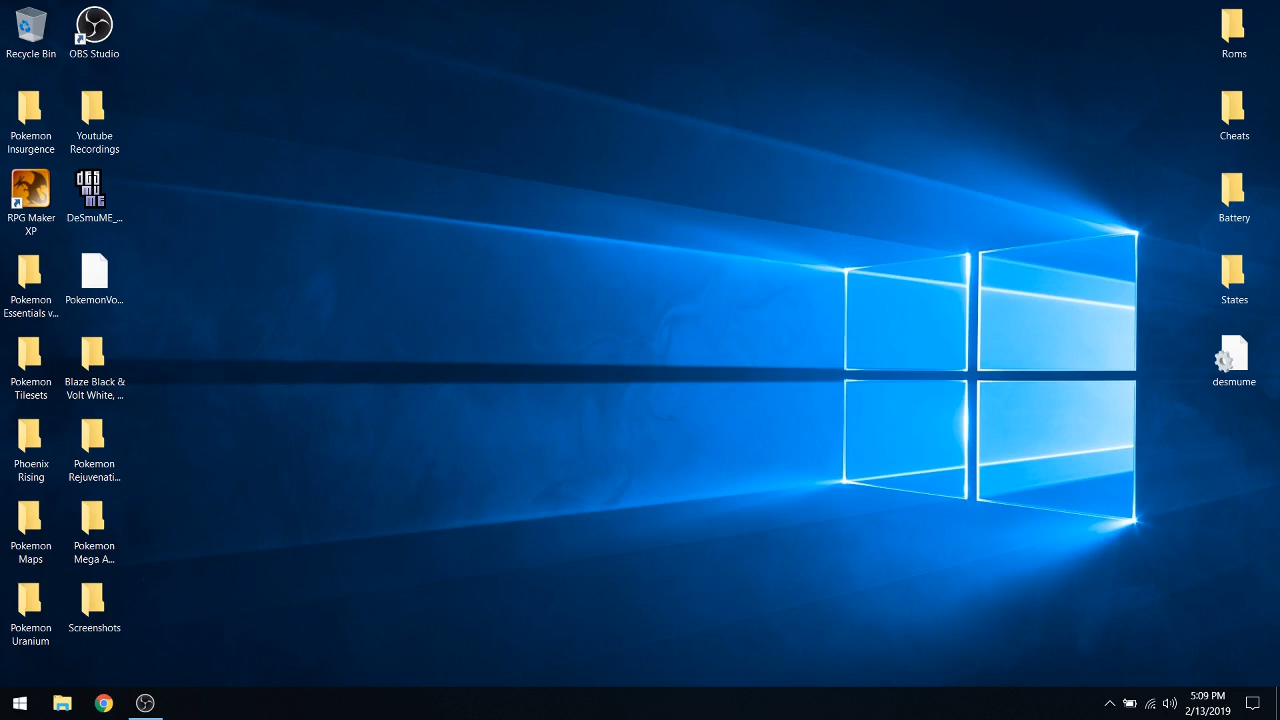 Recycle Bin
OBS Studio
Pokemon
Insurgence
Youtube
Recordings
RPG Maker
XP
DeSmuME_...
Pokemon
Essentials v...
PokemonVo...
Pokemon
Tilesets
Blaze Black &
Volt White, ...
Phoenix
Rising
Pokemon
Rejuvenati...
Pokemon
Maps
Pokemon
Mega A...
Pokemon
Uranium
Screenshots
Roms
Cheats
Battery
States
desmume
5:09 PM
2/13/2019